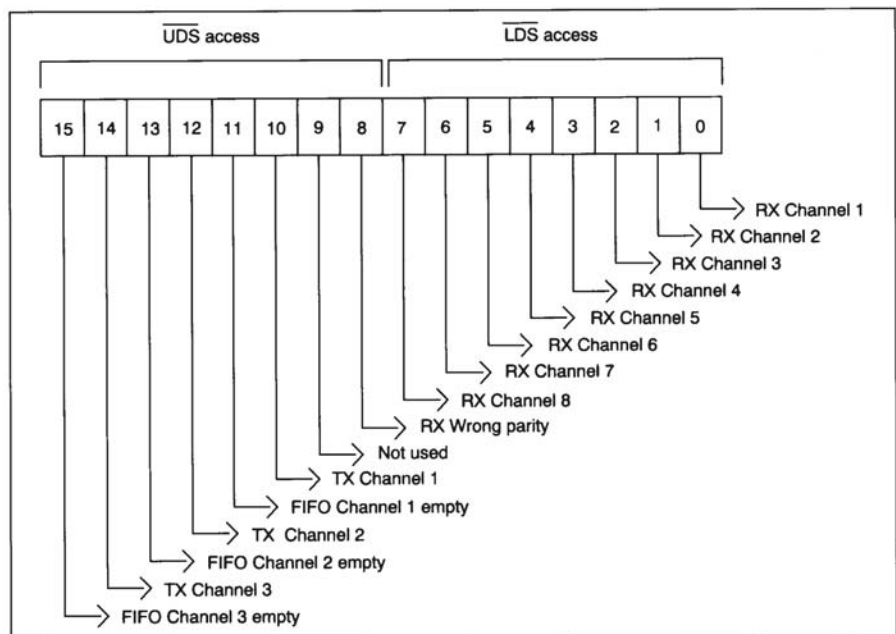 UDS access LDS access
15 14 13 12 11 10 9 8 7 6 5 4 3 2 1 0
RX Channel 1
RX Channel 2
RX Channel 3
RX Channel 4
RX Channel 5
RX Channel 6
RX Channel 7
RX Channel 8
RX Wrong parity
Not used
TX Channel 1
FIFO Channel 1 empty
TX Channel 2
FIFO Channel 2 empty
TX Channel 3
FIFO Channel 3 empty